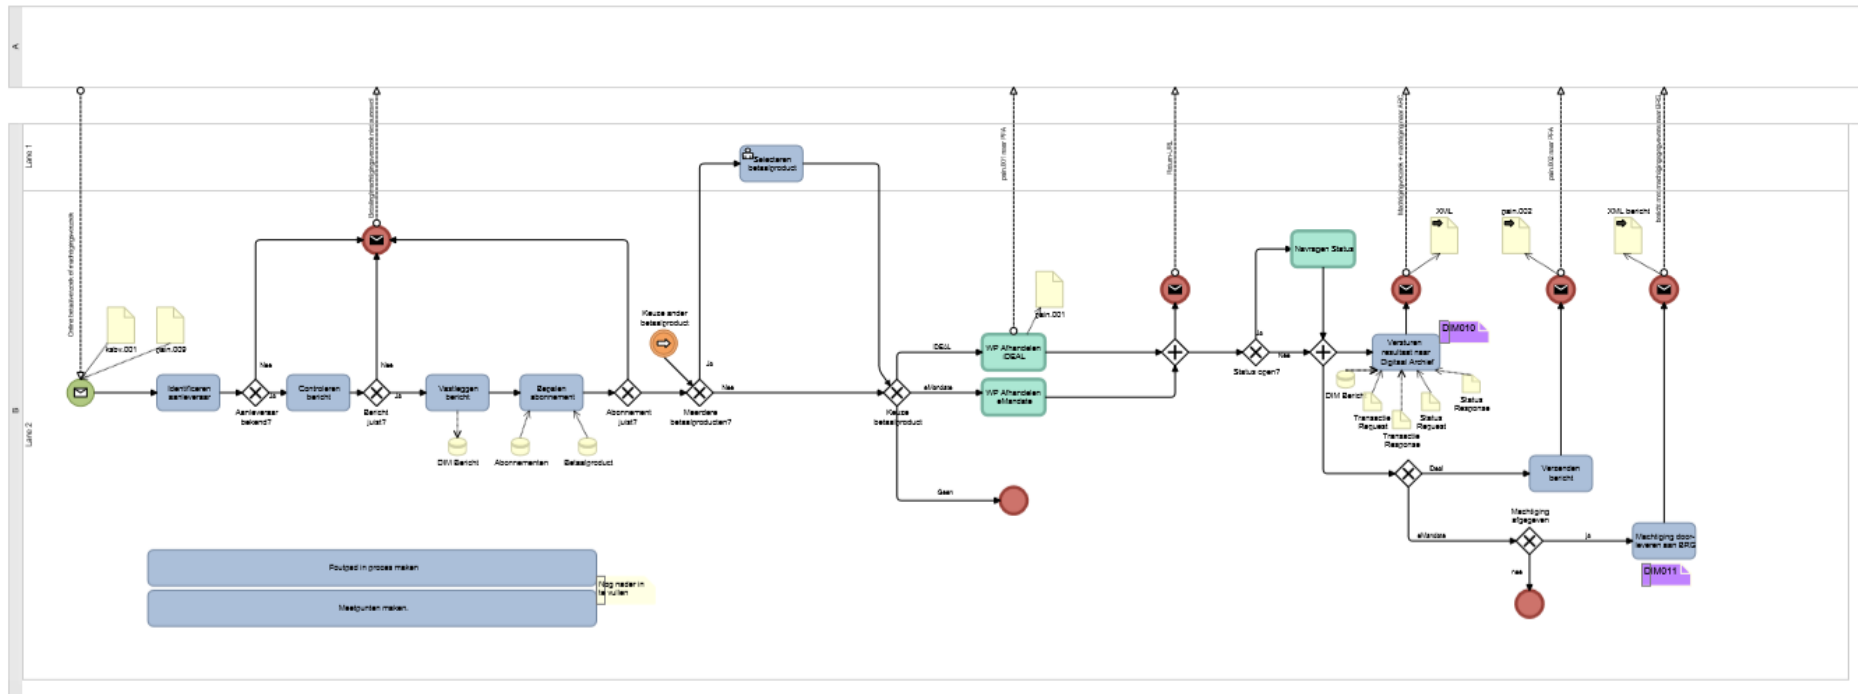 A
Lane 1
B
Lane 2
Online betaalverzoek of machtigingsverzoek
pain.001 naar PFA
Return-URL
pain.002 naar PFA
Selecteren
betaalproduct
Keuze ander
betaalproduct
kabv.001
pain.009
Identificeren
aanleveraar
Aanleveraar
bekend?
Nee
Ja
Controleren
bericht
Bericht
juist?
Nee
Ja
Vastleggen
bericht
DIM Bericht
Bepalen
abonnement
Abonnementen
Betaalproduct
Abonnement
juist?
Meerdere
betaalproducten?
Ja
Nee
Keuze
betaalproduct
iDEAL
eMandate
Geen
WP Afhandelen
iDEAL
pain.001
WP Afhandelen
eMandate
Status open?
Ja
Nee
Navragen Status
XML
pain.002
XML bericht
DIM010
Versturen
resultaat naar
Digitaal Archief
DIM Bericht
Transactie
Request
Transactie
Response
Status
Request
Status
Response
Deal
eMandate
Verzenden
bericht
Machtiging
afgegeven
ja
nee
Machtiging door-
leveren aan BRG
DIM011
Foutpad in proces maken
Meetpunten maken.
Nog nader in
te vullen